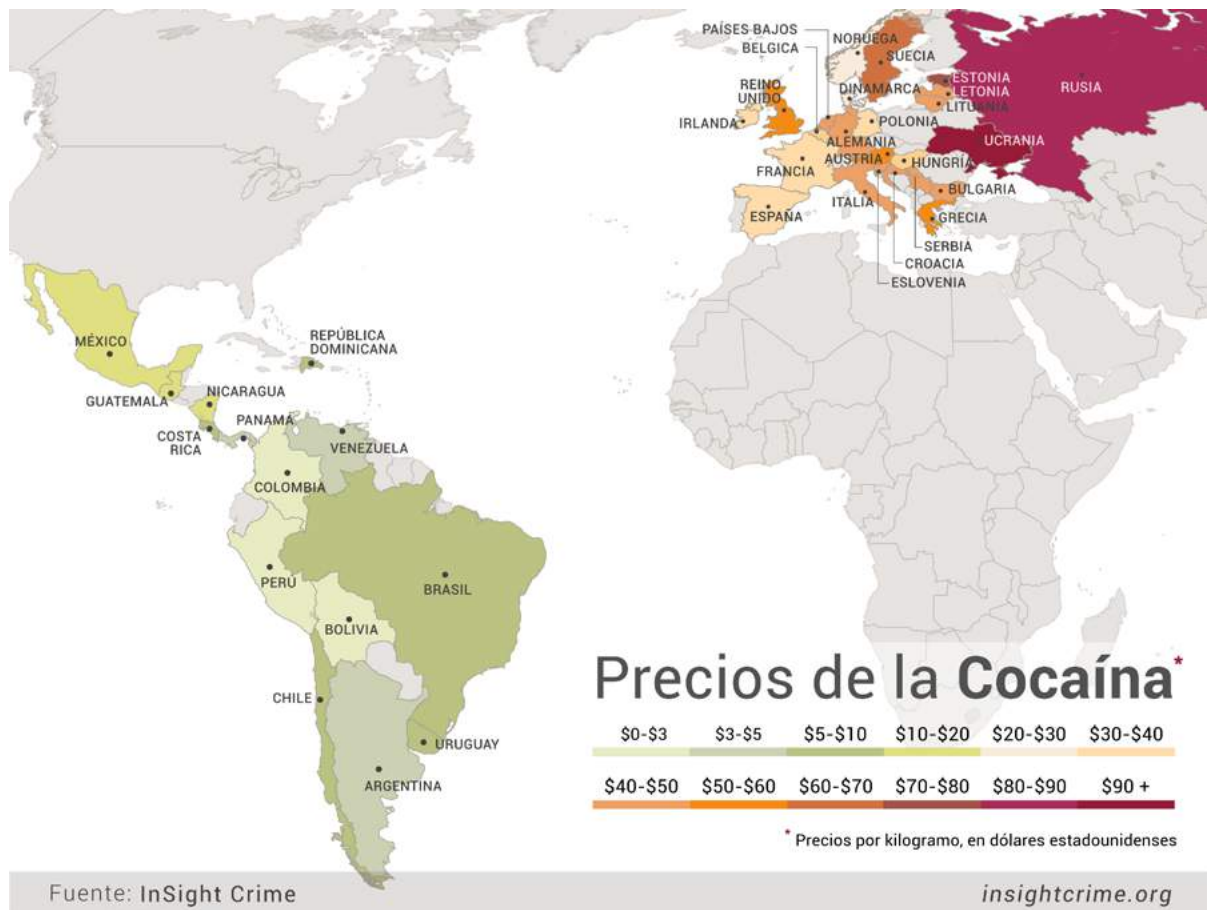 PAÍSES BAJOS
BELGICA
NORUEGA
SUECIA
REINO
UNIDO
DINAMARCA
ESTONIA
LETONIA
LITUANIA
RUSIA
IRLANDA
POLONIA
ALEMANIA
UCRANIA
AUSTRIA
HUNGRÍA
FRANCIA
BULGARIA
ITALIA
ESPAÑA
GRECIA
SERBIA
CROACIA
ESLOVENIA
MÉXICO
REPÚBLICA
DOMINICANA
GUATEMALA
NICARAGUA
PANAMÁ
COSTA
RICA
VENEZUELA
COLOMBIA
PERÚ
BRASIL
BOLIVIA
CHILE
URUGUAY
ARGENTINA
Precios de la Cocaína*
$0-$3 $3-$5 $5-$10 $10-$20 $20-$30 $30-$40
$40-$50 $50-$60 $60-$70 $70-$80 $80-$90 $90 +
* Precios por kilogramo, en dólares estadounidenses
Fuente: InSight Crime
insightcrime.org